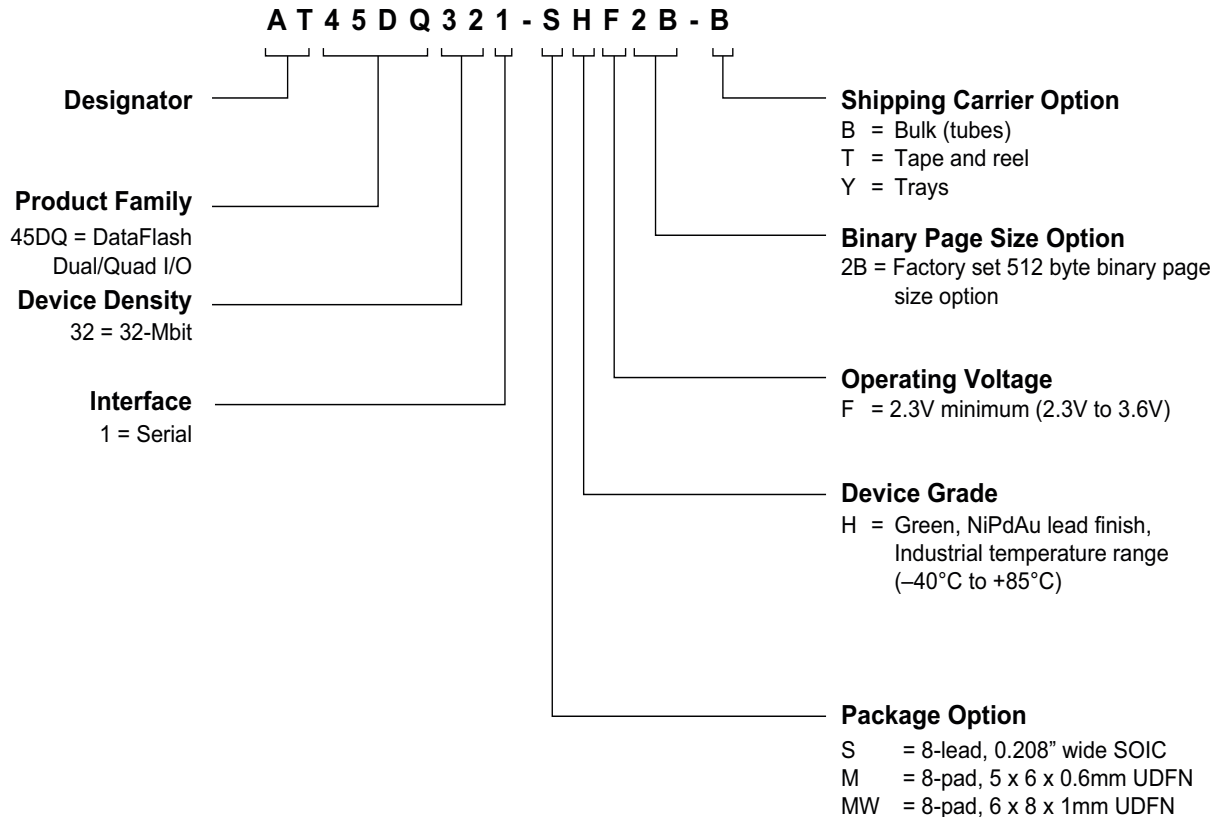 A T 4 5 D Q 3 2 1 - S H F 2 B - B
Designator
Product Family
45DQ = DataFlash
Dual/Quad I/O
Device Density
32 = 32-Mbit
Interface
1 = Serial
Shipping Carrier Option
B = Bulk (tubes)
T = Tape and reel
Y = Trays
Binary Page Size Option
2B = Factory set 512 byte binary page
size option
Operating Voltage
F = 2.3V minimum (2.3V to 3.6V)
Device Grade
H = Green, NiPdAu lead finish,
Industrial temperature range
(–40°C to +85°C)
Package Option
S = 8-lead, 0.208” wide SOIC
M = 8-pad, 5 x 6 x 0.6mm UDFN
MW = 8-pad, 6 x 8 x 1mm UDFN